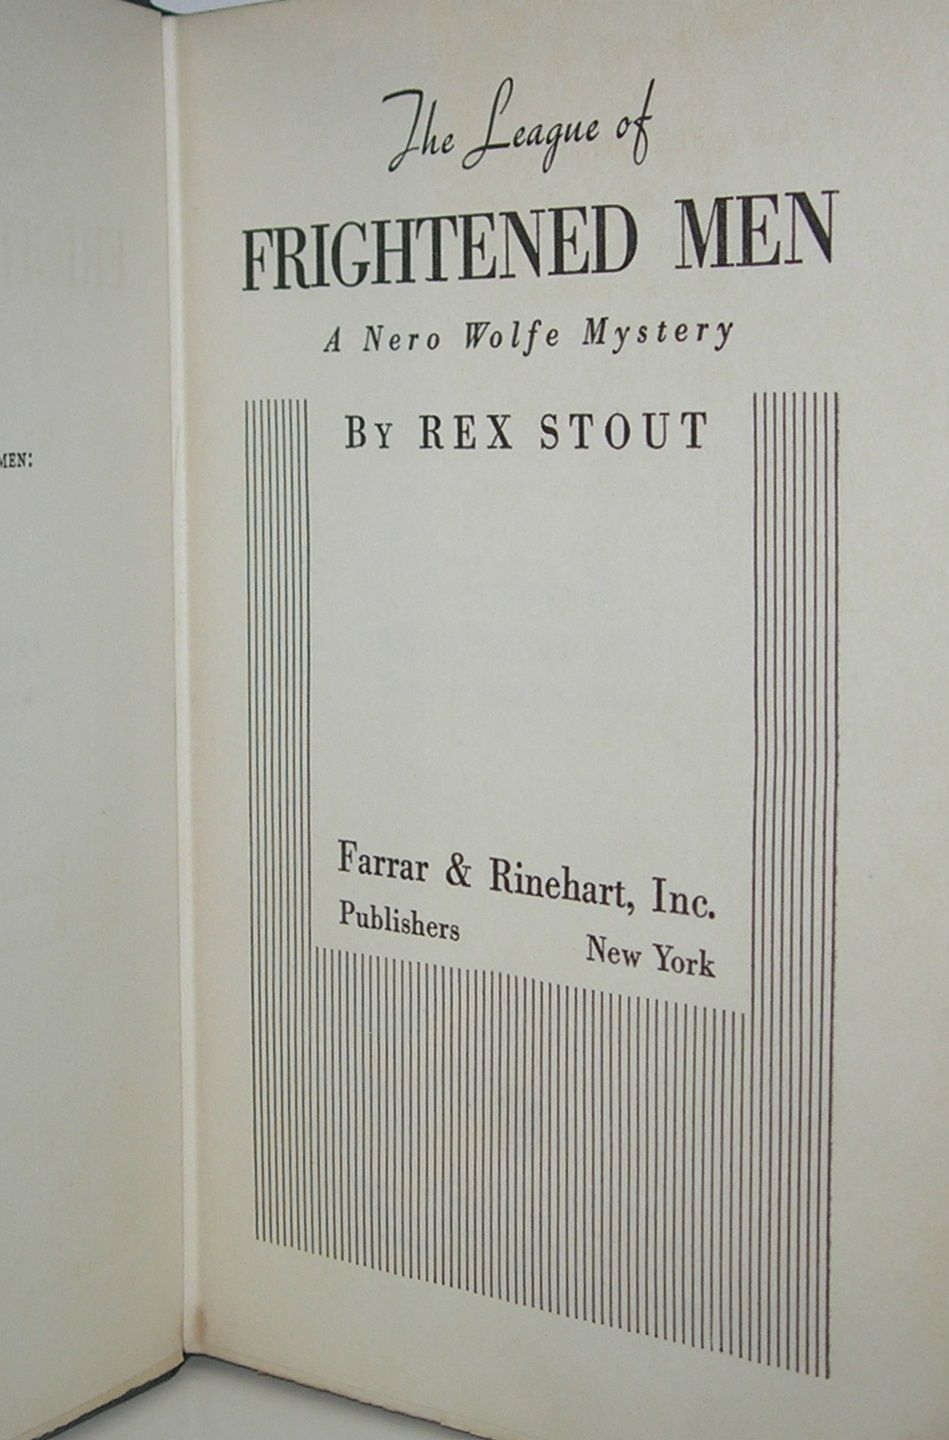 MEN:
The League of
FRIGHTENED MEN
A Nero Wolfe Mystery
BY REX STOUT
Farrar & Rinehart, Inc.
Publishers New York